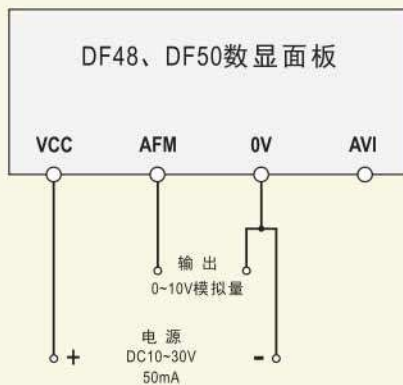 DF48、DF50数显面板
VCC AFM 0V AVI
输 出
0~10V模拟量
电 源
+ DC10~30V -
50mA